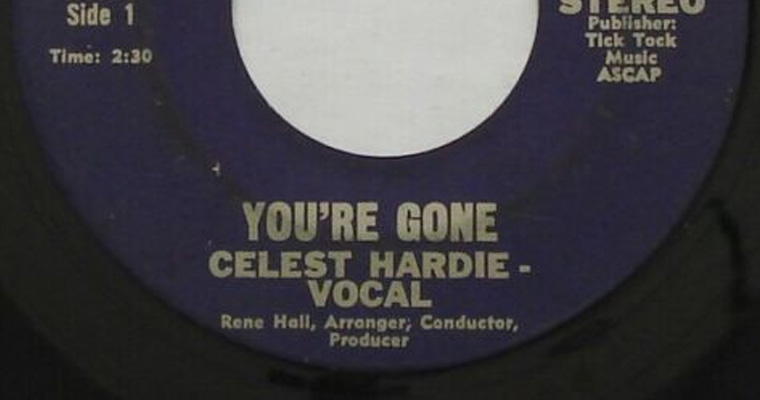 Side 1
Time: 2:30
STEREO
Publisher:
Tick Tock
Music
ASCAP
YOU'RE GONE
CELEST HARDIE -
VOCAL
Rene Hall, Arranger, Conductor,
Producer